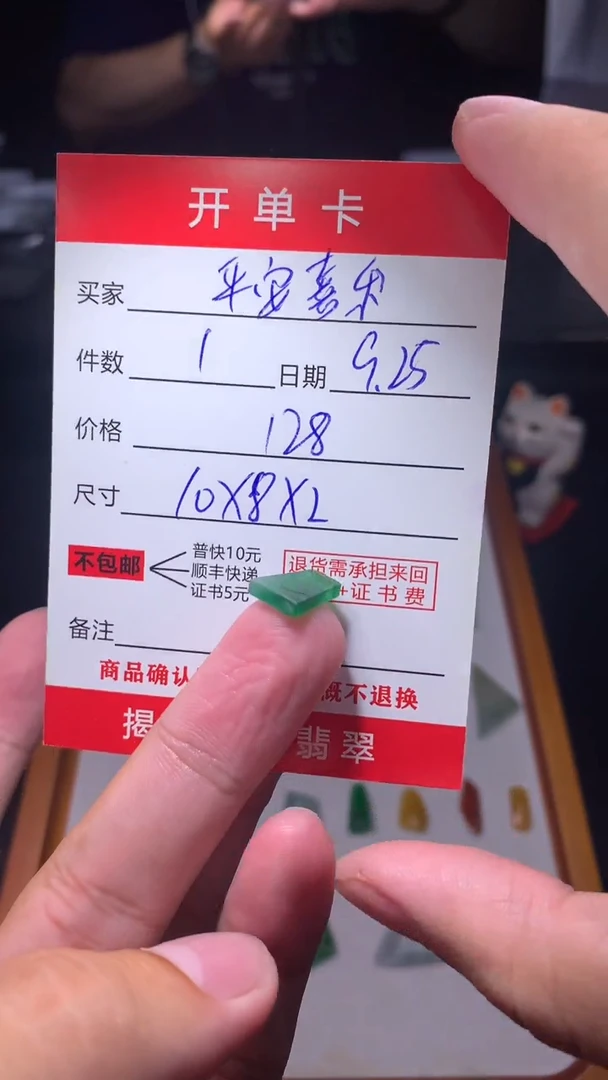 开单卡
买家 平安喜乐
件数 1 日期 9.25
价格 128
尺寸 10X8X2
不包邮
普快10元
顺丰快递
证书5元
退货需承担来回
+证书费
备注
商品确认
概不退换
揭
翡翠